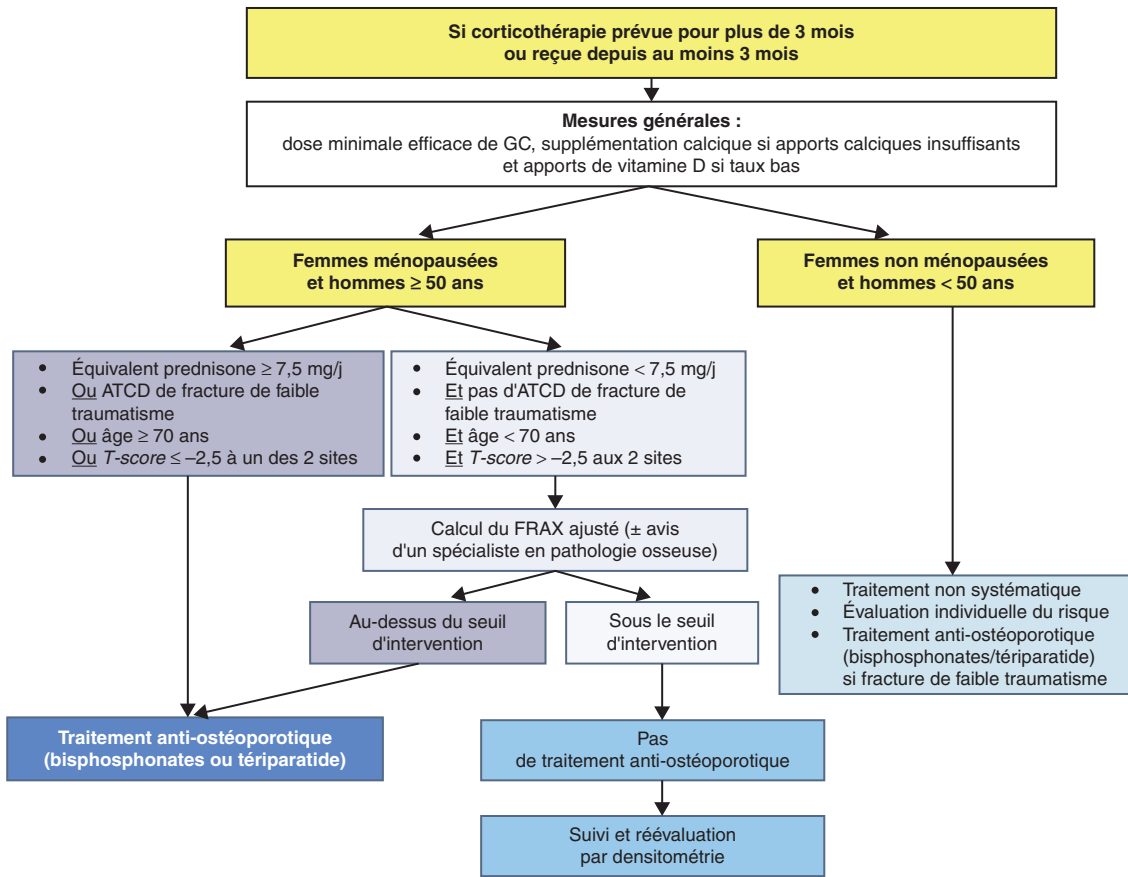 Si corticothérapie prévue pour plus de 3 mois
ou reçue depuis au moins 3 mois
Mesures générales :
dose minimale efficace de GC, supplémentation calcique si apports calciques insuffisants
et apports de vitamine D si taux bas
Femmes ménopausées
et hommes ≥ 50 ans
Femmes non ménopausées
et hommes < 50 ans
• Équivalent prednisone ≥ 7,5 mg/j
• Ou ATCD de fracture de faible
traumatisme
• Ou âge ≥ 70 ans
• Ou T-score ≤ –2,5 à un des 2 sites
• Équivalent prednisone < 7,5 mg/j
• Et pas d'ATCD de fracture de
faible traumatisme
• Et âge < 70 ans
• Et T-score > –2,5 aux 2 sites
Calcul du FRAX ajusté (± avis
d'un spécialiste en pathologie osseuse)
Au-dessus du seuil
d'intervention
Sous le seuil
d'intervention
• Traitement non systématique
• Évaluation individuelle du risque
• Traitement anti-ostéoporotique
(bisphosphonates/tériparatide)
si fracture de faible traumatisme
Traitement anti-ostéoporotique
(bisphosphonates ou tériparatide)
Pas
de traitement anti-ostéoporotique
Suivi et réévaluation
par densitométrie